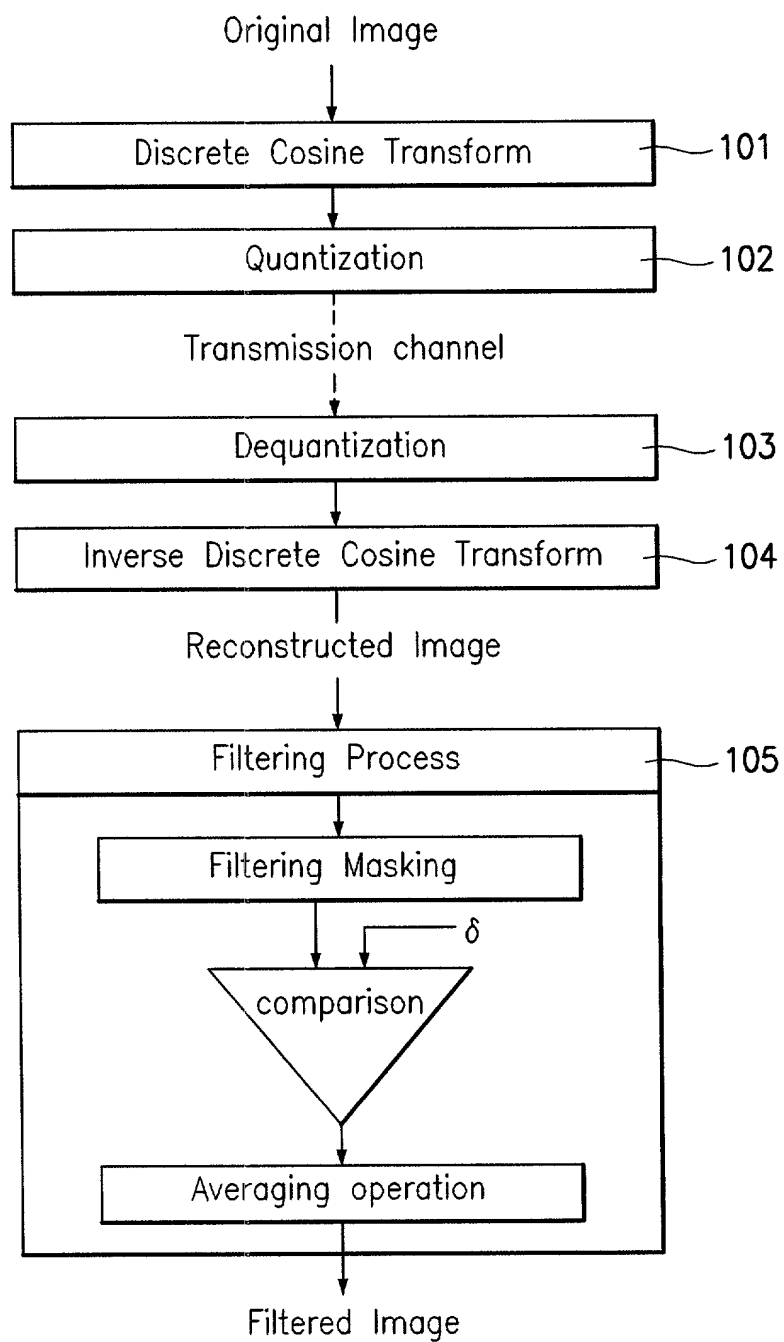 Original Image
Discrete Cosine Transform
101
Quantization
102
Transmission channel
Dequantization
103
Inverse Discrete Cosine Transform
104
Reconstructed Image
Filtering Process
105
Filtering Masking
δ
comparison
Averaging operation
Filtered Image